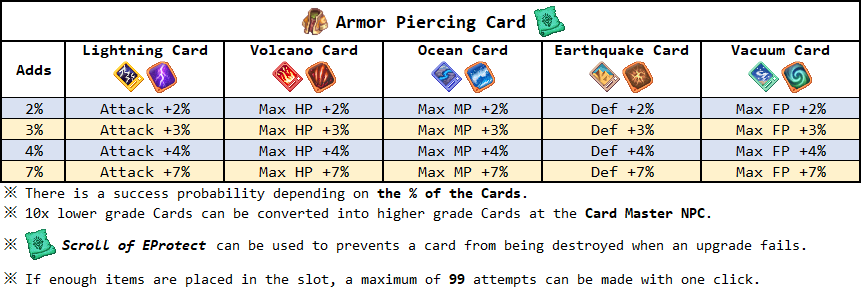 Armor Piercing Card
Adds Lightning Card Volcano Card Ocean Card Earthquake Card Vacuum Card
2% Attack +2% Max HP +2% Max MP +2% Def +2% Max FP +2%
3% Attack +3% Max HP +3% Max MP +3% Def +3% Max FP +3%
4% Attack +4% Max HP +4% Max MP +4% Def +4% Max FP +4%
7% Attack +7% Max HP +7% Max MP +7% Def +7% Max FP +7%
※ There is a success probability depending on the % of the Cards.
※ 10x lower grade Cards can be converted into higher grade Cards at the Card Master NPC.
※ Scroll of EProtect can be used to prevents a card from being destroyed when an upgrade fails.
※ If enough items are placed in the slot, a maximum of 99 attempts can be made with one click.